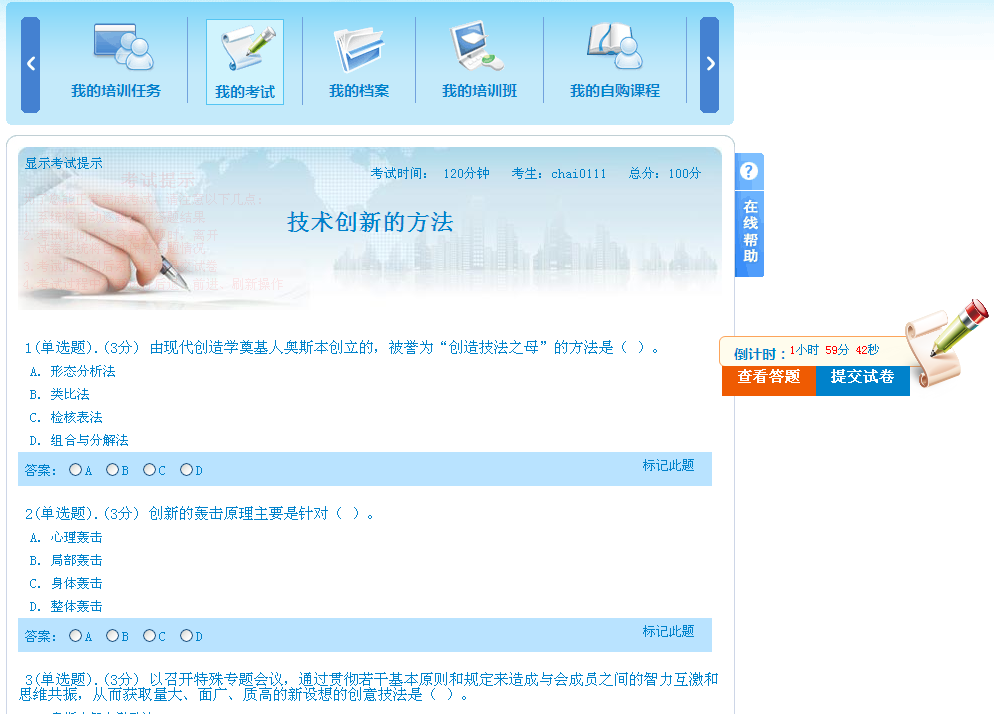 我的培训任务
我的考试
我的档案
我的培训班
我的自购课程
显示考试提示
考试时间： 120分钟 考生：chai0111 总分：100分
考试提示
技术创新的方法
?
在线帮助
1(单选题).(3分) 由现代创造学奠基人奥斯本创立的，被誉为“创造技法之母”的方法是（ ）。
A. 形态分析法
B. 类比法
C. 检核表法
D. 组合与分解法
答案： A B C D 标记此题
倒计时：1小时 59分 42秒
查看答题 提交试卷
2(单选题).(3分) 创新的轰击原理主要是针对（ ）。
A. 心理轰击
B. 局部轰击
C. 身体轰击
D. 整体轰击
答案： A B C D 标记此题
3(单选题).(3分) 以召开特殊专题会议，通过贯彻若干基本原则和规定来造成与会成员之间的智力互激和
思维共振，从而获取量大、面广、质高的新设想的创意技法是（ ）。